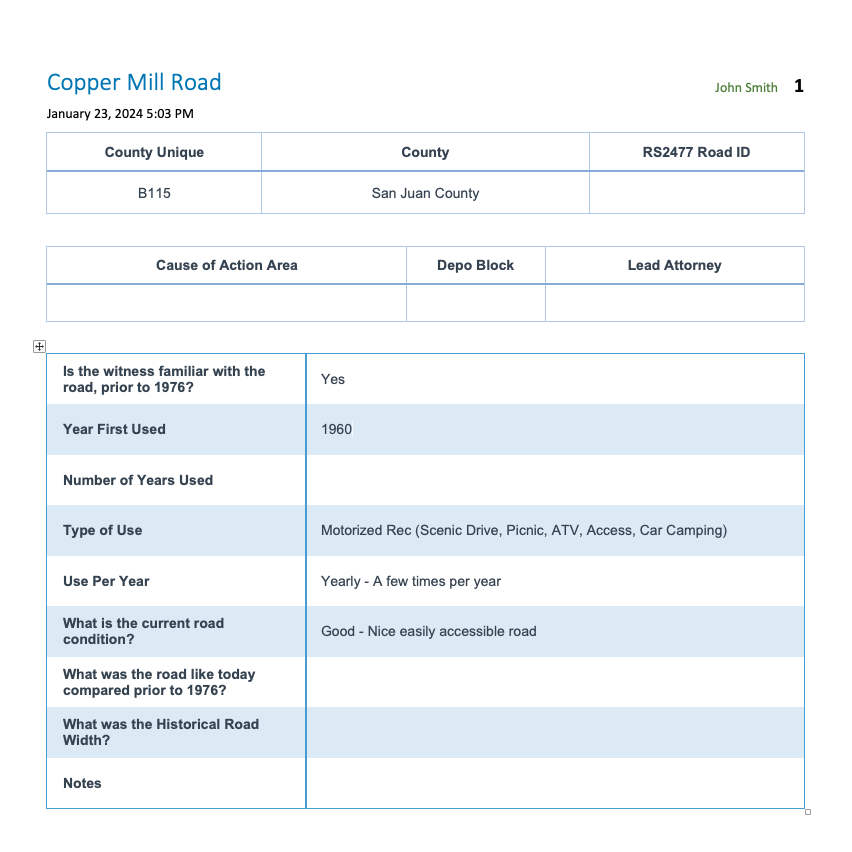 Copper Mill Road
John Smith 1
January 23, 2024 5:03 PM
County Unique County RS2477 Road ID
B115 San Juan County
Cause of Action Area Depo Block Lead Attorney
Is the witness familiar with the
road, prior to 1976?
Yes
Year First Used 1960
Number of Years Used
Type of Use Motorized Rec (Scenic Drive, Picnic, ATV, Access, Car Camping)
Use Per Year Yearly - A few times per year
What is the current road
condition?
Good - Nice easily accessible road
What was the road like today
compared prior to 1976?
What was the Historical Road
Width?
Notes